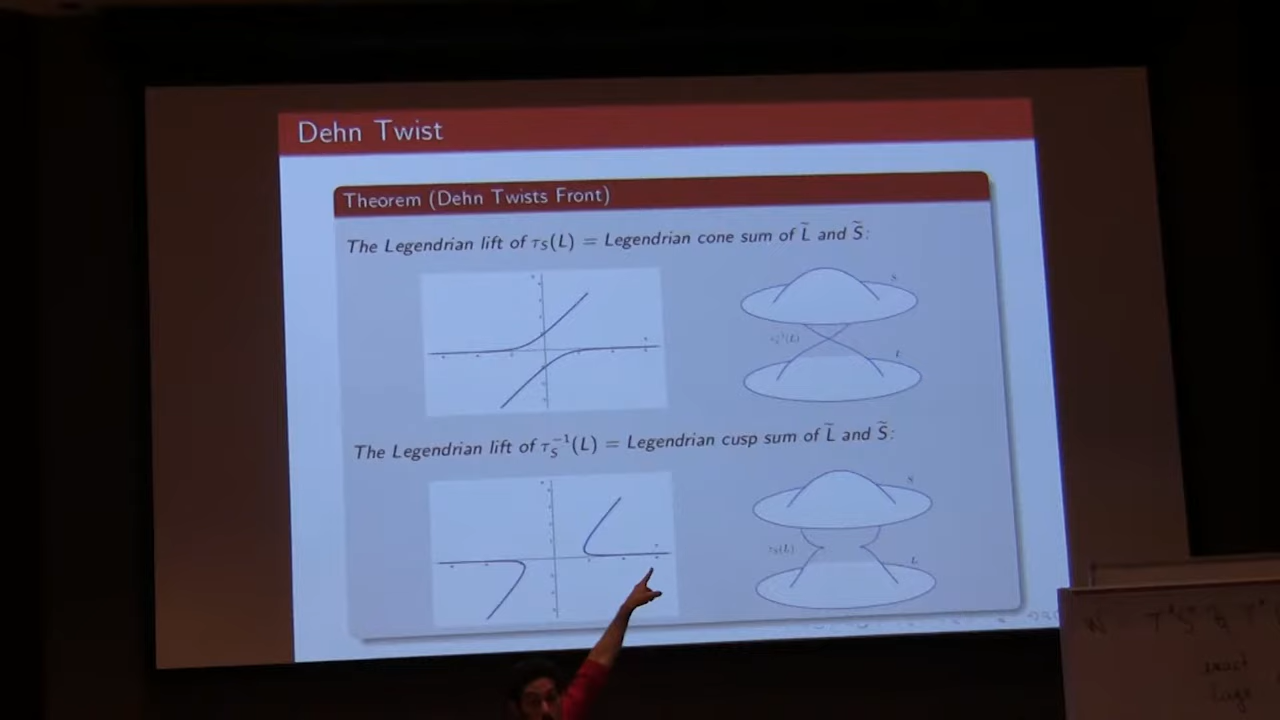 Dehn Twist
Theorem (Dehn Twists Front)
The Legendrian lift of τ_S(L) = Legendrian cone sum of L̃ and S̃:
S
L
The Legendrian lift of τ_S^{-1}(L) = Legendrian cusp sum of L̃ and S̃:
S
L
exact